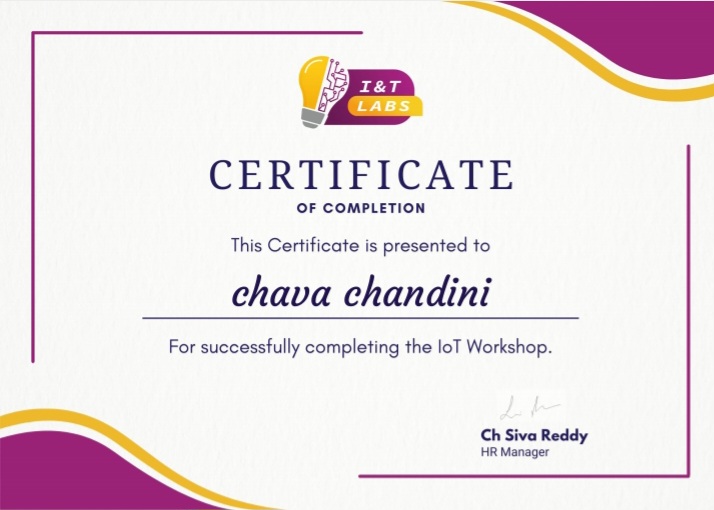 I&T
LABS
CERTIFICATE
OF COMPLETION
This Certificate is presented to
chava chandini
For successfully completing the IoT Workshop.
Ch Siva Reddy
HR Manager